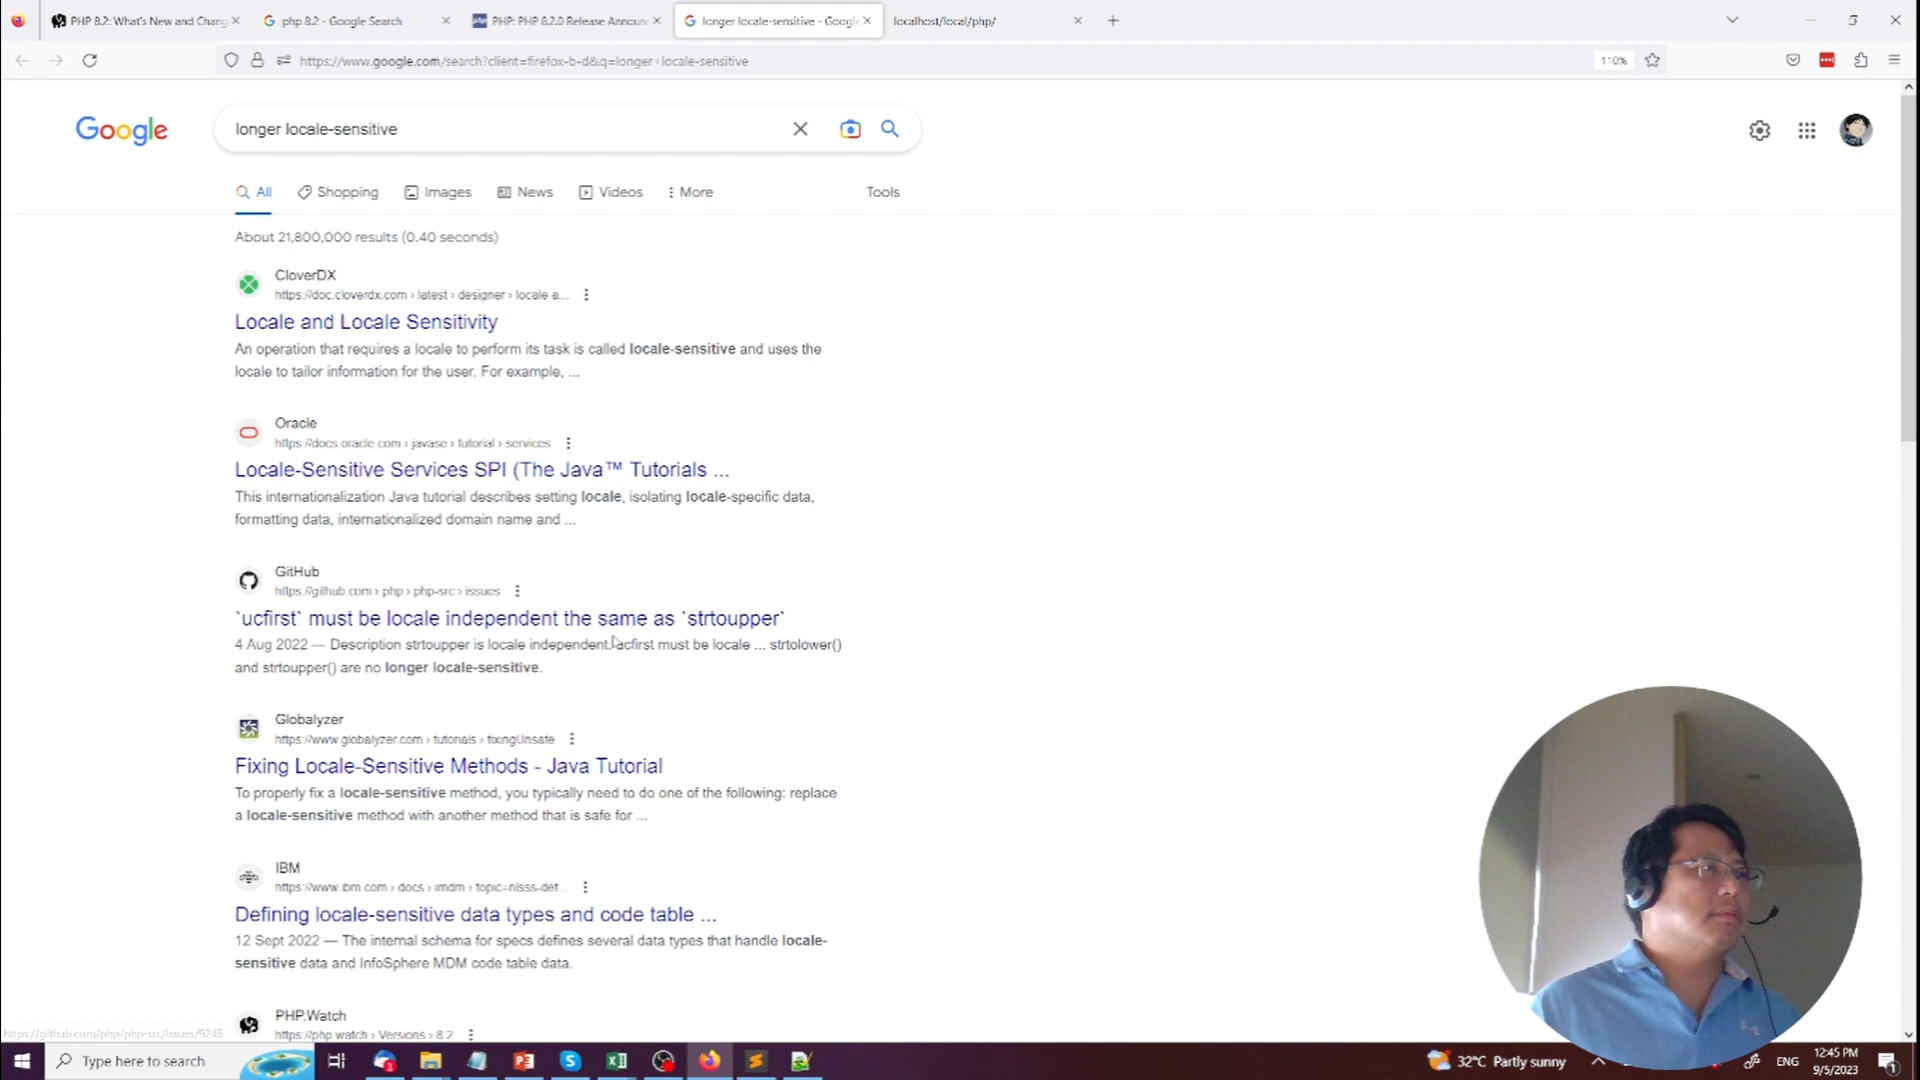 PHP 8.2: What's New and Chang
php 8.2 - Google Search
PHP: PHP 8.2.0 Release Announ
longer locale-sensitive - Googl
localhost/local/php/
https://www.google.com/search?client=firefox-b-d&q=longer+locale-sensitive
110%
Google
longer locale-sensitive
All
Shopping
Images
News
Videos
More
Tools
About 21,800,000 results (0.40 seconds)
CloverDX
https://doc.cloverdx.com › latest › designer › locale a...
Locale and Locale Sensitivity
An operation that requires a locale to perform its task is called locale-sensitive and uses the
locale to tailor information for the user. For example, ...
Oracle
https://docs.oracle.com › javase › tutorial › services
Locale-Sensitive Services SPI (The Java™ Tutorials ...
This internationalization Java tutorial describes setting locale, isolating locale-specific data,
formatting data, internationalized domain name and ...
GitHub
https://github.com › php › php-src › issues
`ucfirst` must be locale independent the same as `strtoupper`
4 Aug 2022 — Description strtoupper is locale independent. ucfirst must be locale ... strtolower()
and strtoupper() are no longer locale-sensitive.
Globalyzer
https://www.globalyzer.com › tutorials › fixingUnsafe
Fixing Locale-Sensitive Methods - Java Tutorial
To properly fix a locale-sensitive method, you typically need to do one of the following: replace
a locale-sensitive method with another method that is safe for ...
IBM
https://www.ibm.com › docs › imdm › topic=nlsss-def...
Defining locale-sensitive data types and code table ...
12 Sept 2022 — The internal schema for specs defines several data types that handle locale-
sensitive data and InfoSphere MDM code table data.
PHP.Watch
https://php.watch › Versions › 8.2
https://github.com/php/php-src/issues/9245
Type here to search
32°C Partly sunny
ENG
12:45 PM
9/5/2023